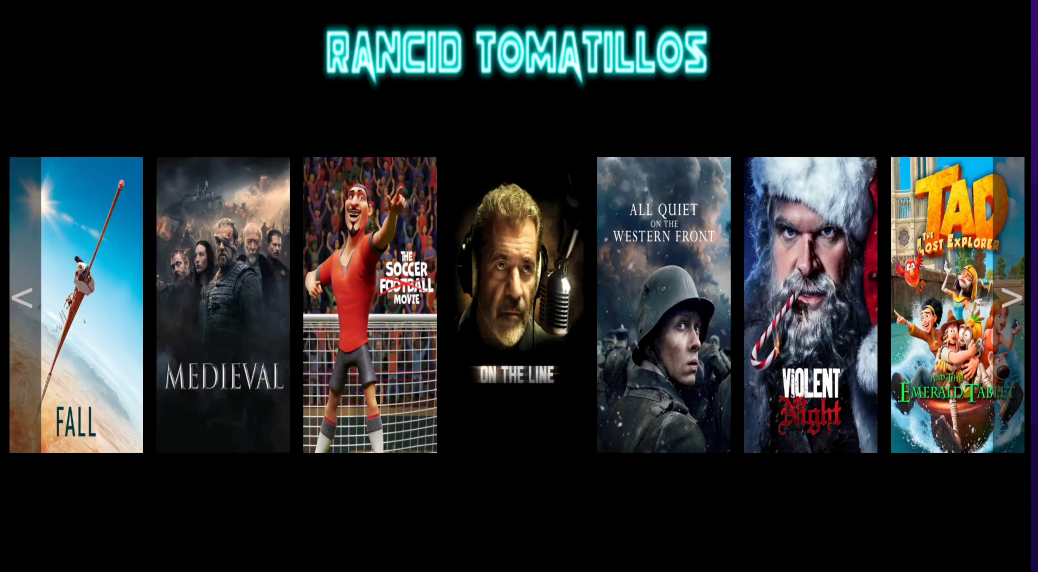 RANCID TOMATILLOS
<
FALL
MEDIEVAL
THE
SOCCER
FOOTBALL
MOVIE
ON THE LINE
ALL QUIET
ON THE
WESTERN FRONT
VIOLENT
Night
TAD
THE
LOST EXPLORER
AND THE
EMERALD TABLET
>